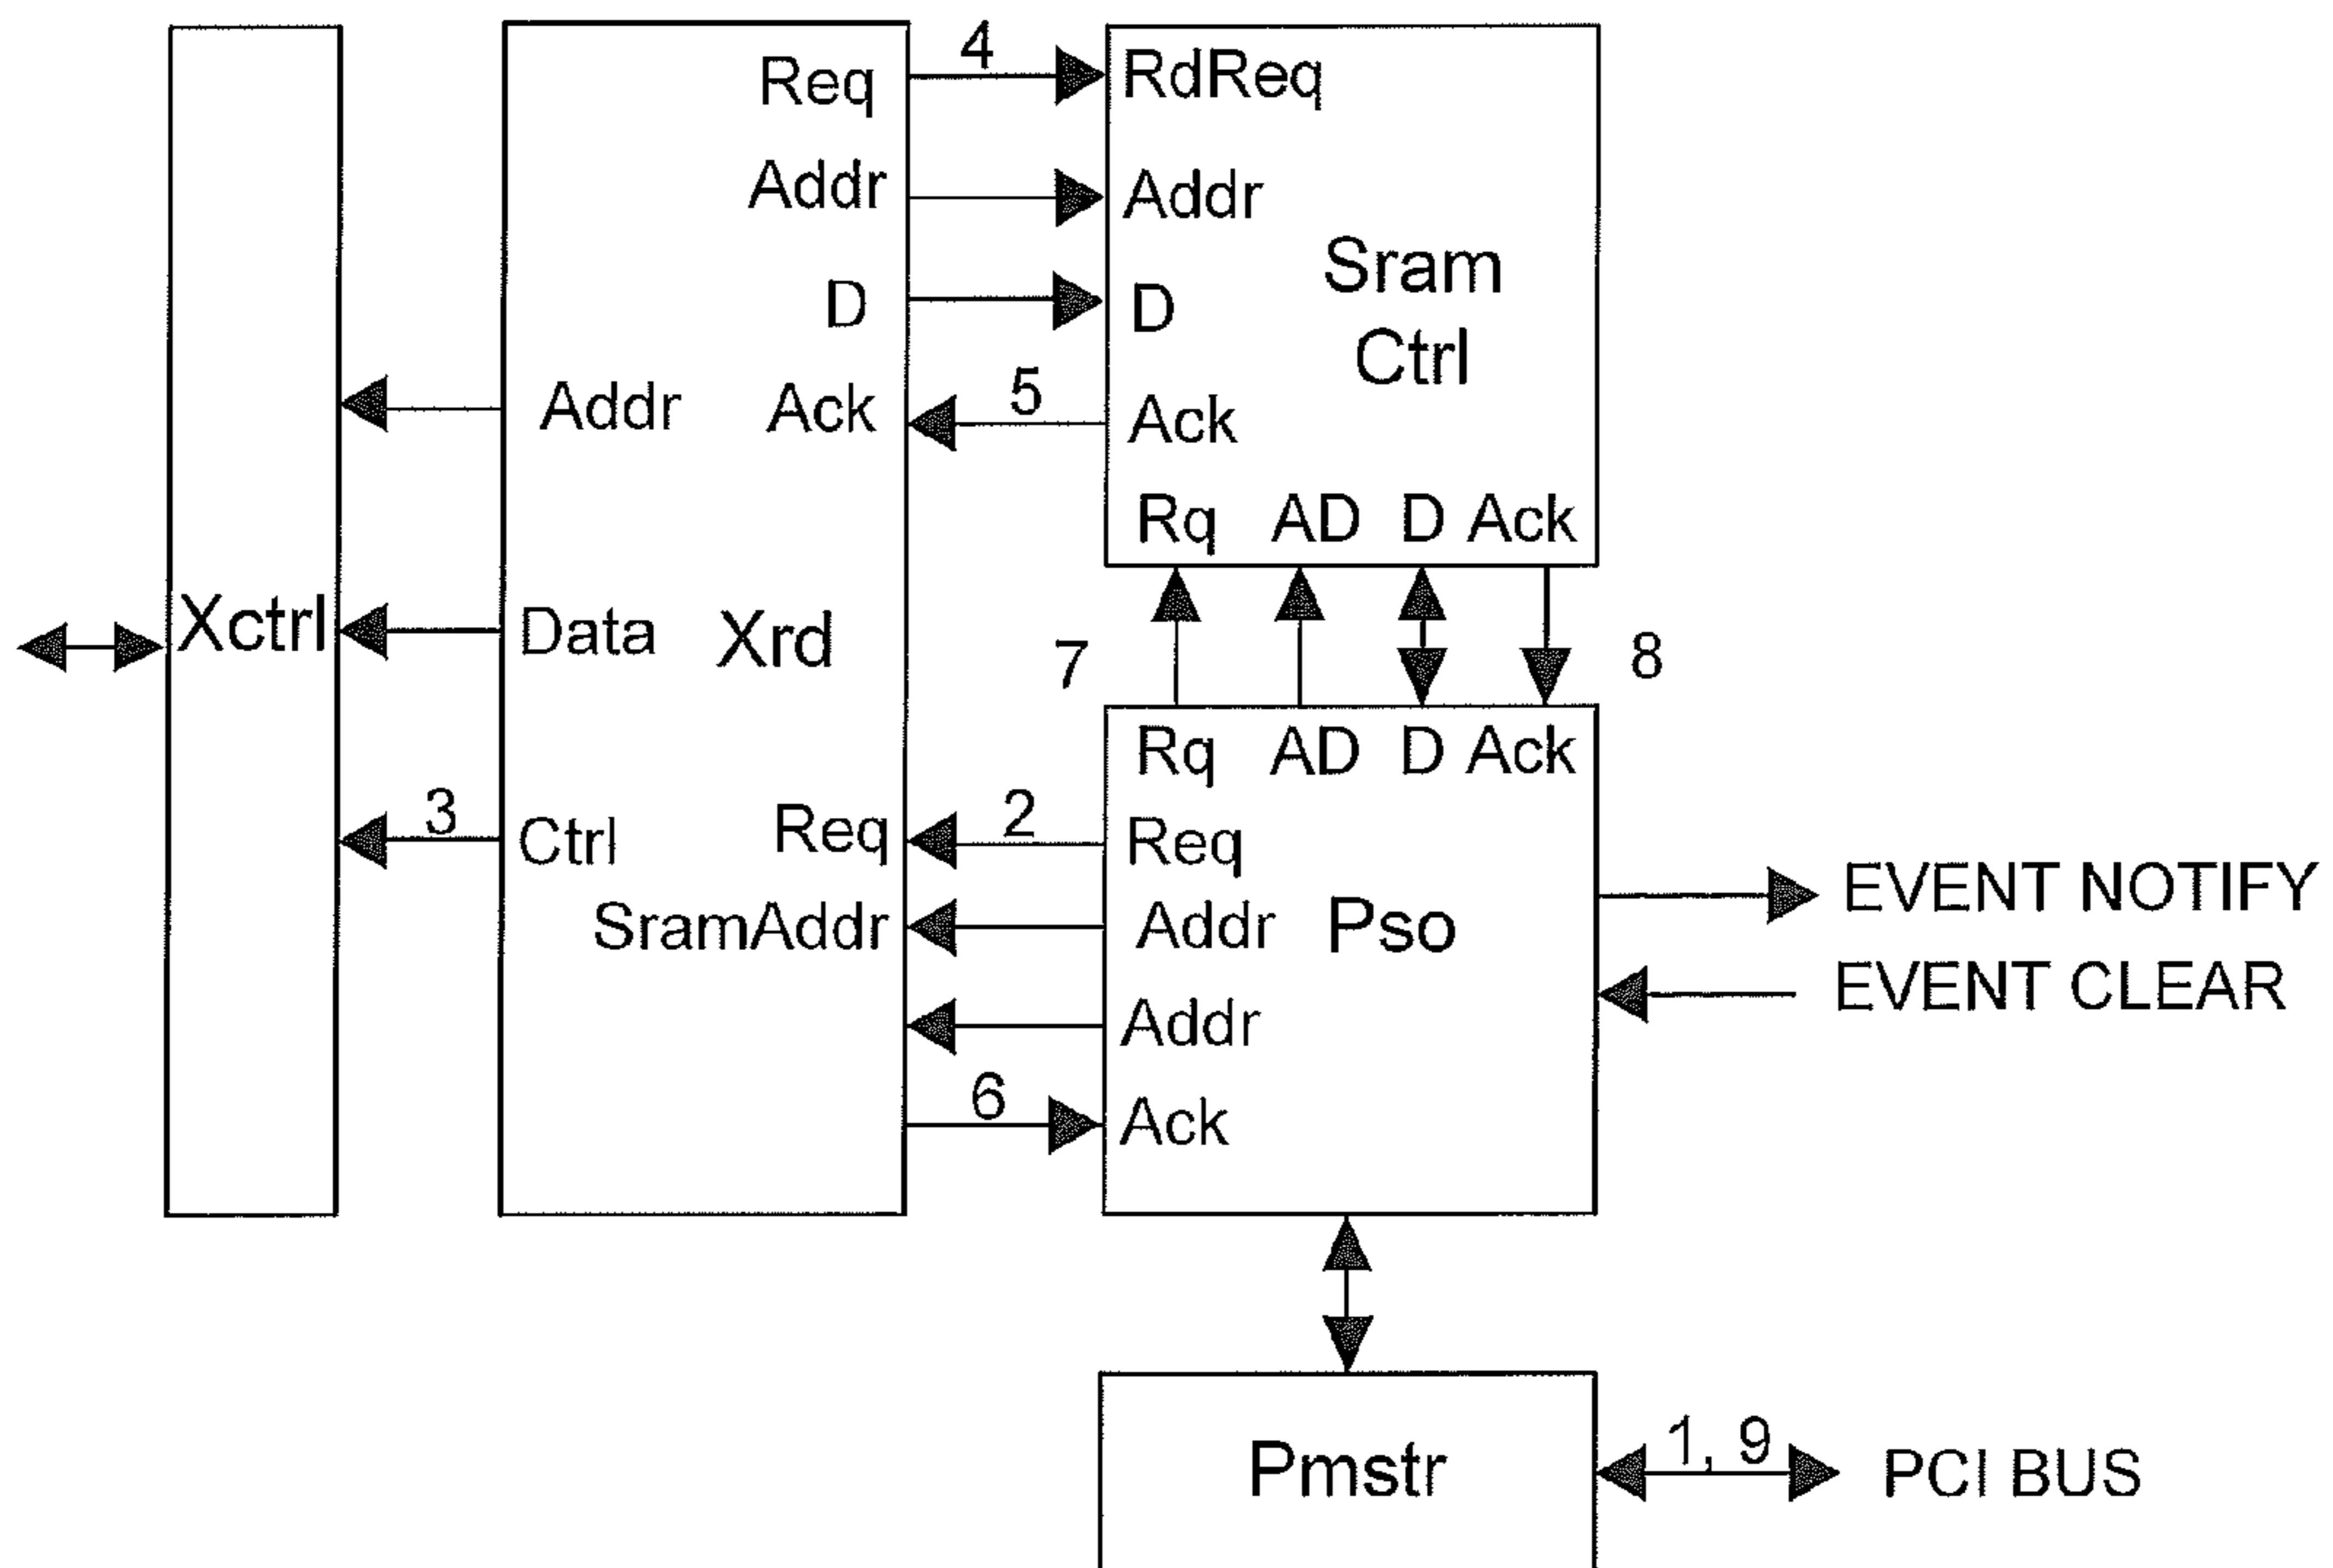 Req 4 RdReq
Addr Addr
D D
Sram
Ctrl
Addr Ack 5 Ack
Rq AD D Ack
Xctrl Data Xrd 7 8
Rq AD D Ack
3 Ctrl Req 2 Req
SramAddr Addr Pso EVENT NOTIFY
Addr EVENT CLEAR
6 Ack
Pmstr 1, 9 PCI BUS